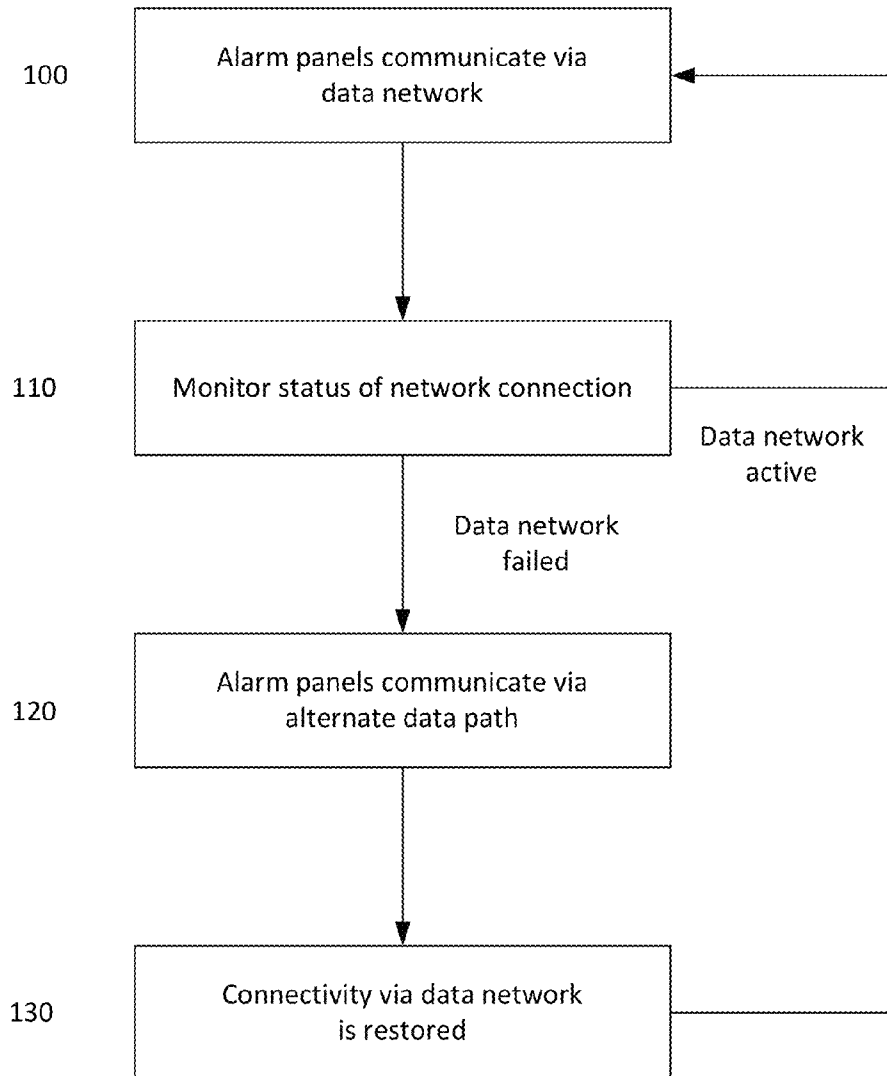 100
Alarm panels communicate via
data network
110
Monitor status of network connection
Data network
active
Data network
failed
120
Alarm panels communicate via
alternate data path
130
Connectivity via data network
is restored